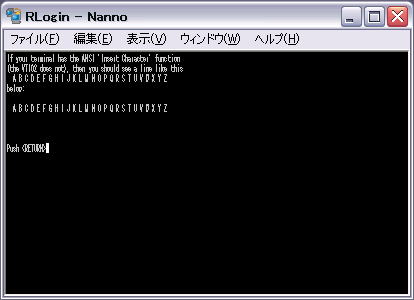 RLogin - Nanno
ファイル(F) 編集(E) 表示(V) ウィンドウ(W) ヘルプ(H)
If your terminal has the ANSI 'Insert Character' function
(the VT102 does not), then you should see a line like this
A B C D E F G H I J K L M N O P Q R S T U V W X Y Z
below:
A B C D E F G H I J K L M N O P Q R S T U V W X Y Z
Push <RETURN>